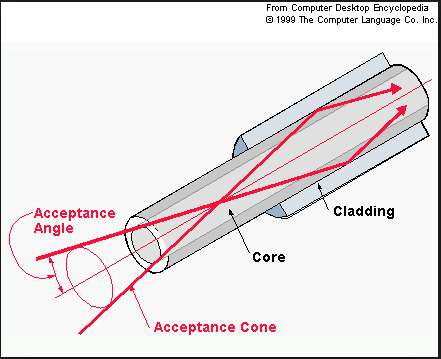 From Computer Desktop Encyclopedia
© 1999 The Computer Language Co. Inc.
Acceptance
Angle
Cladding
Core
Acceptance Cone